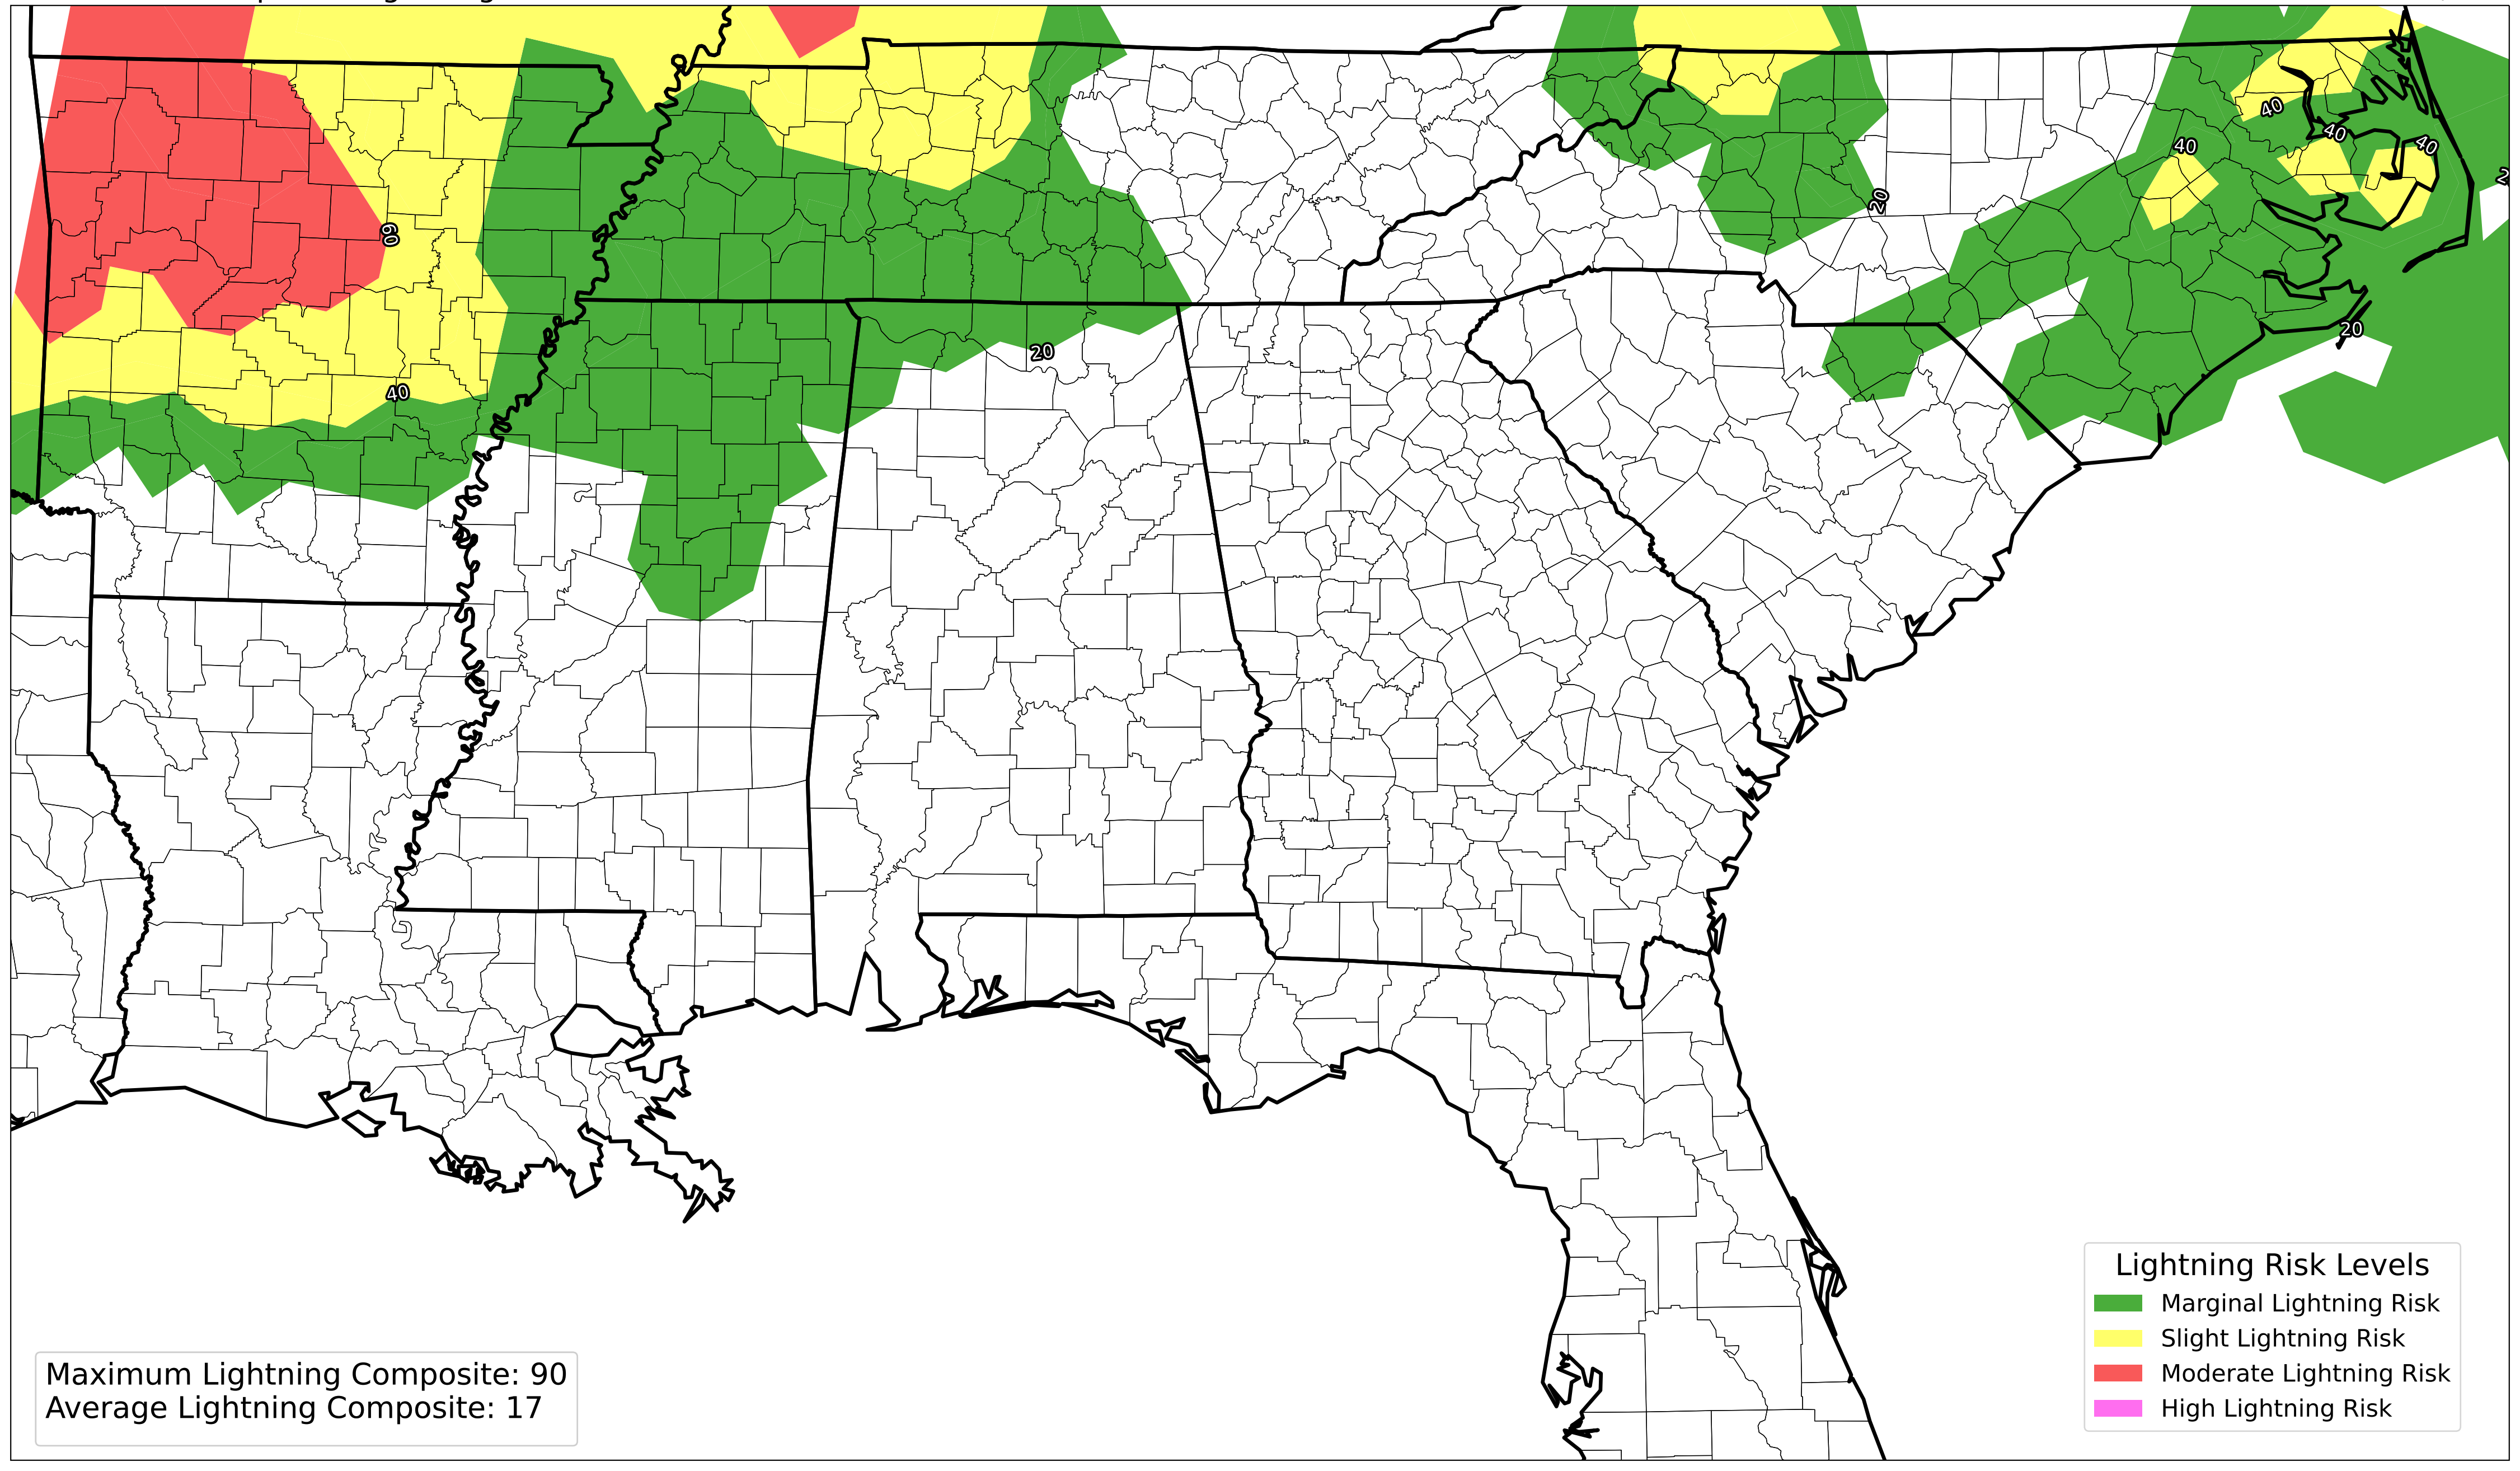 40
40
40
40
2
20
60
20
20
40
Lightning Risk Levels
Marginal Lightning Risk
Slight Lightning Risk
Moderate Lightning Risk
High Lightning Risk
Maximum Lightning Composite: 90
Average Lightning Composite: 17